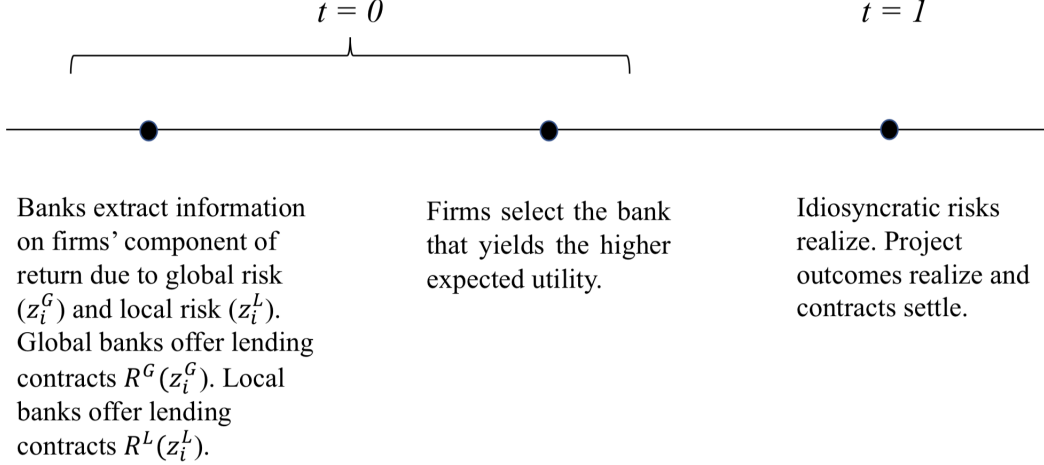 t = 0
t = 1
Banks extract information
on firms’ component of
return due to global risk
(z_i^G) and local risk (z_i^L).
Global banks offer lending
contracts R^G(z_i^G). Local
banks offer lending
contracts R^L(z_i^L).
Firms select the bank
that yields the higher
expected utility.
Idiosyncratic risks
realize. Project
outcomes realize and
contracts settle.